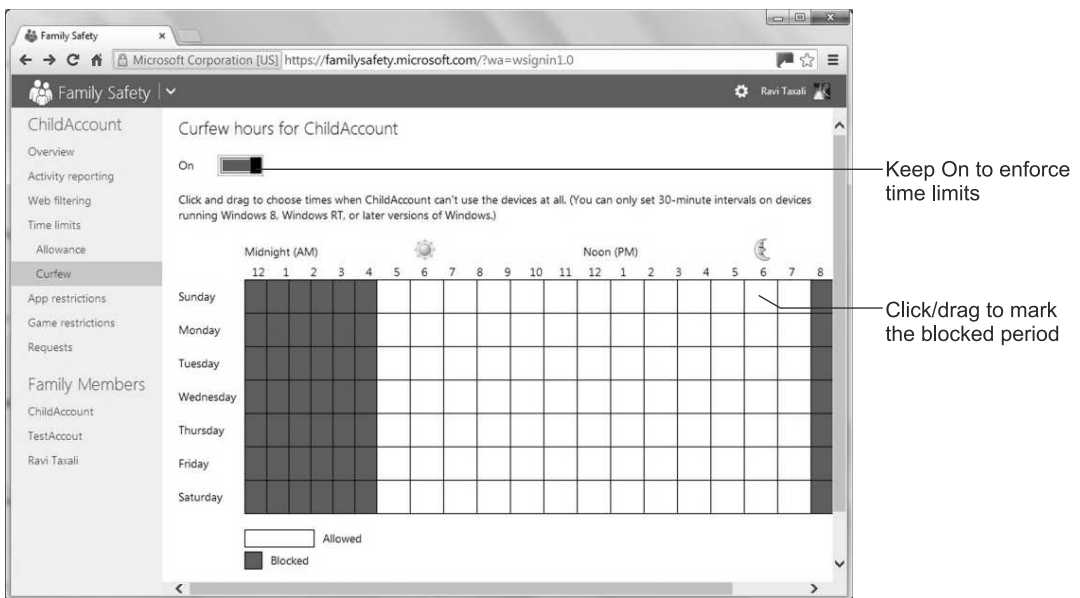 Family Safety
Microsoft Corporation [US] https://familysafety.microsoft.com/?wa=wsignin1.0
Family Safety
Ravi Taxali
ChildAccount
Overview
Activity reporting
Web filtering
Time limits
Allowance
Curfew
App restrictions
Game restrictions
Requests
Family Members
ChildAccount
TestAccout
Ravi Taxali
Curfew hours for ChildAccount
On
Click and drag to choose times when ChildAccount can't use the devices at all. (You can only set 30-minute intervals on devices
running Windows 8, Windows RT, or later versions of Windows.)
Midnight (AM) Noon (PM)
12 1 2 3 4 5 6 7 8 9 10 11 12 1 2 3 4 5 6 7 8
Sunday
Monday
Tuesday
Wednesday
Thursday
Friday
Saturday
Allowed
Blocked
Keep On to enforce
time limits
Click/drag to mark
the blocked period